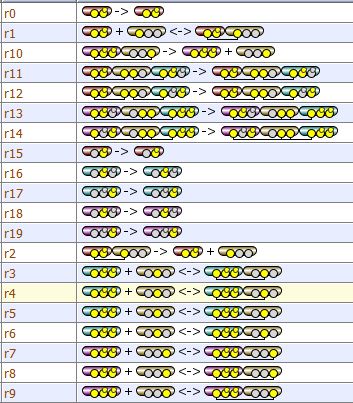 r0 ->
r1 + <->
r10 -> +
r11 ->
r12 ->
r13 ->
r14 ->
r15 ->
r16 ->
r17 ->
r18 ->
r19 ->
r2 -> +
r3 + <->
r4 + <->
r5 + <->
r6 + <->
r7 + <->
r8 + <->
r9 + <->